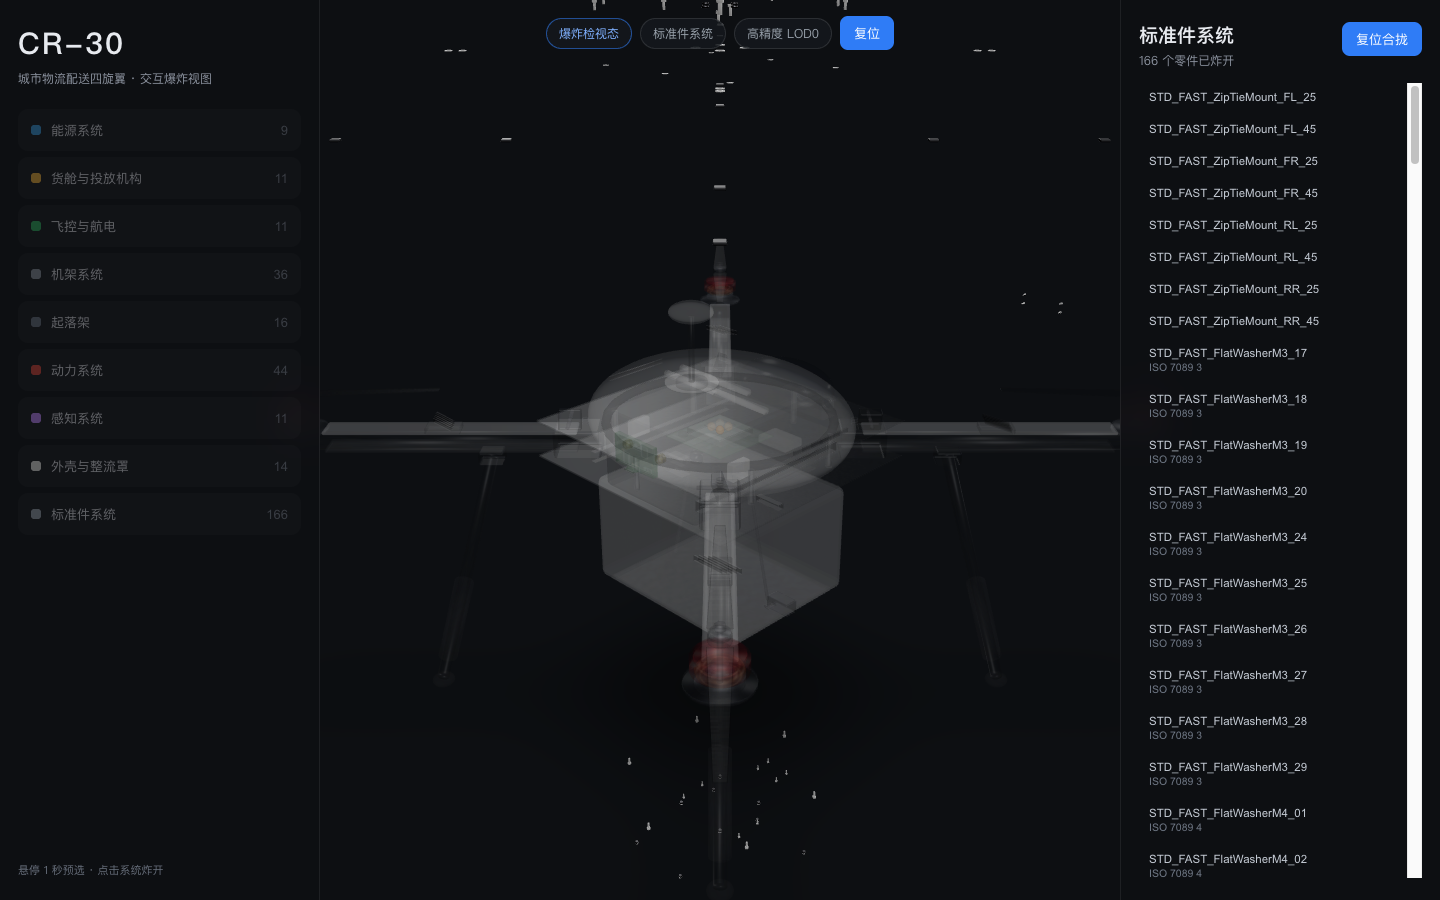 CR-30
城市物流配送四旋翼 · 交互爆炸视图
能源系统 9
货舱与投放机构 11
飞控与航电 11
机架系统 36
起落架 16
动力系统 44
感知系统 11
外壳与整流罩 14
标准件系统 166
悬停 1 秒预选 · 点击系统炸开
爆炸检视态
标准件系统
高精度 LOD0
复位
标准件系统
166 个零件已炸开
复位合拢
STD_FAST_ZipTieMount_FL_25
STD_FAST_ZipTieMount_FL_45
STD_FAST_ZipTieMount_FR_25
STD_FAST_ZipTieMount_FR_45
STD_FAST_ZipTieMount_RL_25
STD_FAST_ZipTieMount_RL_45
STD_FAST_ZipTieMount_RR_25
STD_FAST_ZipTieMount_RR_45
STD_FAST_FlatWasherM3_17
ISO 7089 3
STD_FAST_FlatWasherM3_18
ISO 7089 3
STD_FAST_FlatWasherM3_19
ISO 7089 3
STD_FAST_FlatWasherM3_20
ISO 7089 3
STD_FAST_FlatWasherM3_24
ISO 7089 3
STD_FAST_FlatWasherM3_25
ISO 7089 3
STD_FAST_FlatWasherM3_26
ISO 7089 3
STD_FAST_FlatWasherM3_27
ISO 7089 3
STD_FAST_FlatWasherM3_28
ISO 7089 3
STD_FAST_FlatWasherM3_29
ISO 7089 3
STD_FAST_FlatWasherM4_01
ISO 7089 4
STD_FAST_FlatWasherM4_02
ISO 7089 4